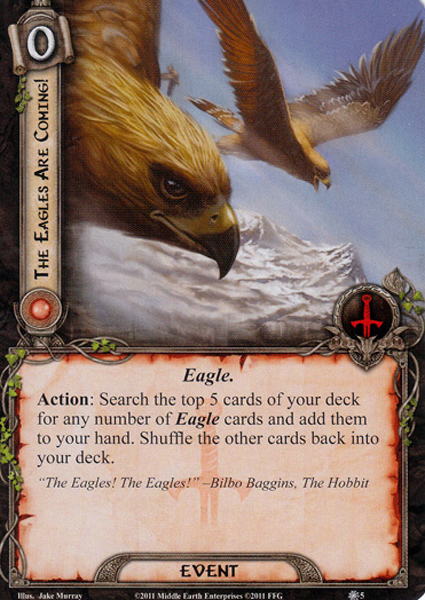 0
The Eagles Are Coming!
Eagle.
Action: Search the top 5 cards of your deck
for any number of Eagle cards and add them
to your hand. Shuffle the other cards back into
your deck.
“The Eagles! The Eagles!” –Bilbo Baggins, The Hobbit
EVENT
Illus. Jake Murray
©2011 Middle Earth Enterprises ©2011 FFG
5